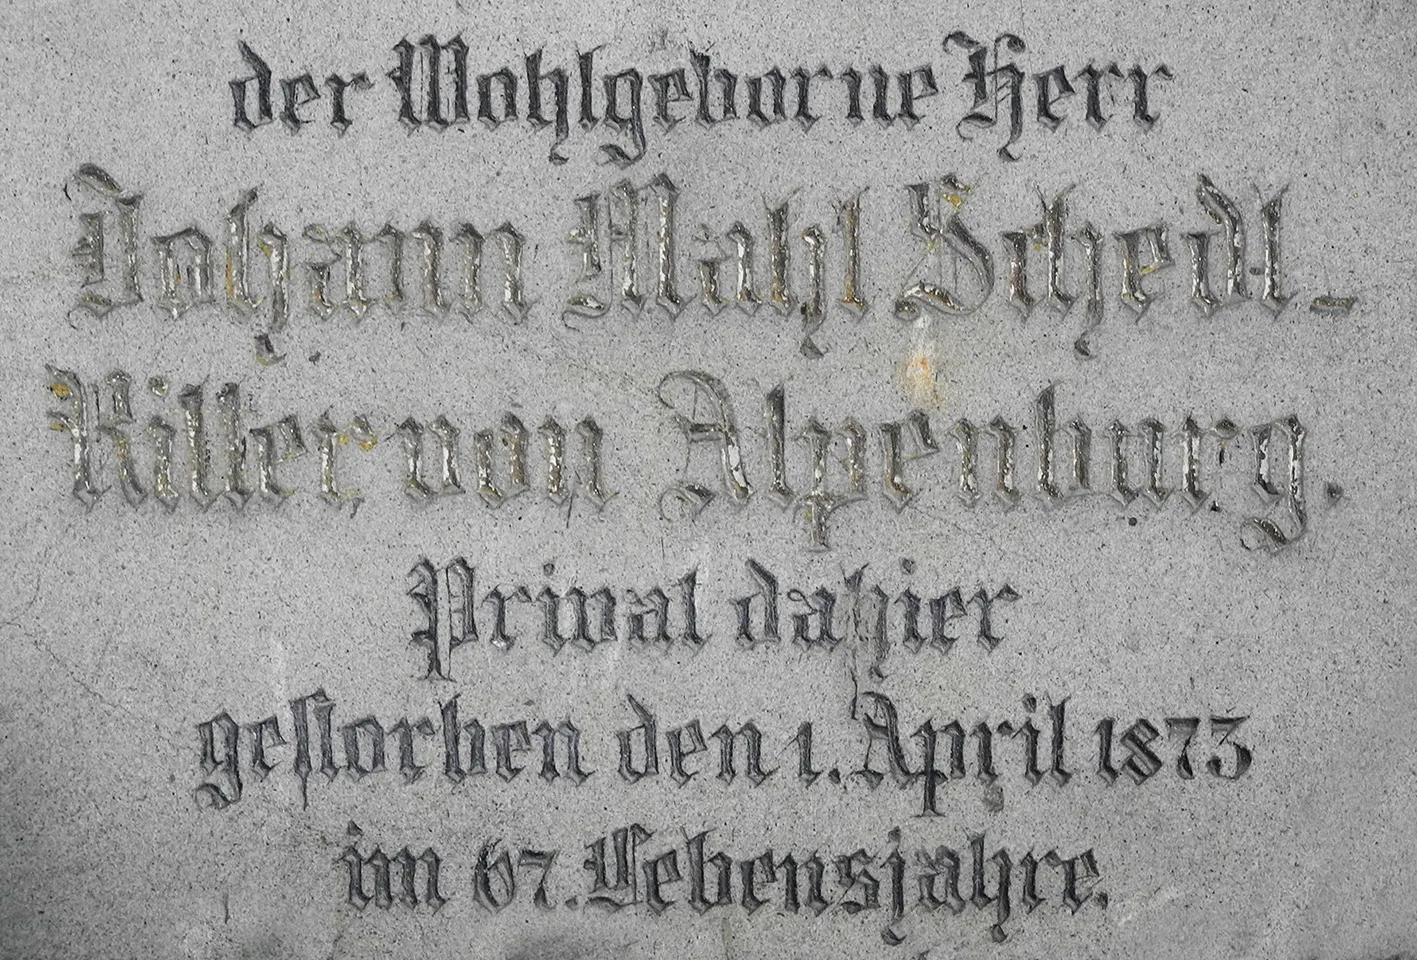 der Wohlgeborne Herr
Johann Mahl Schedl-
Ritter von Alpenburg.
Privat dahier
gestorben den 1. April 1873
im 67. Lebensjahre.